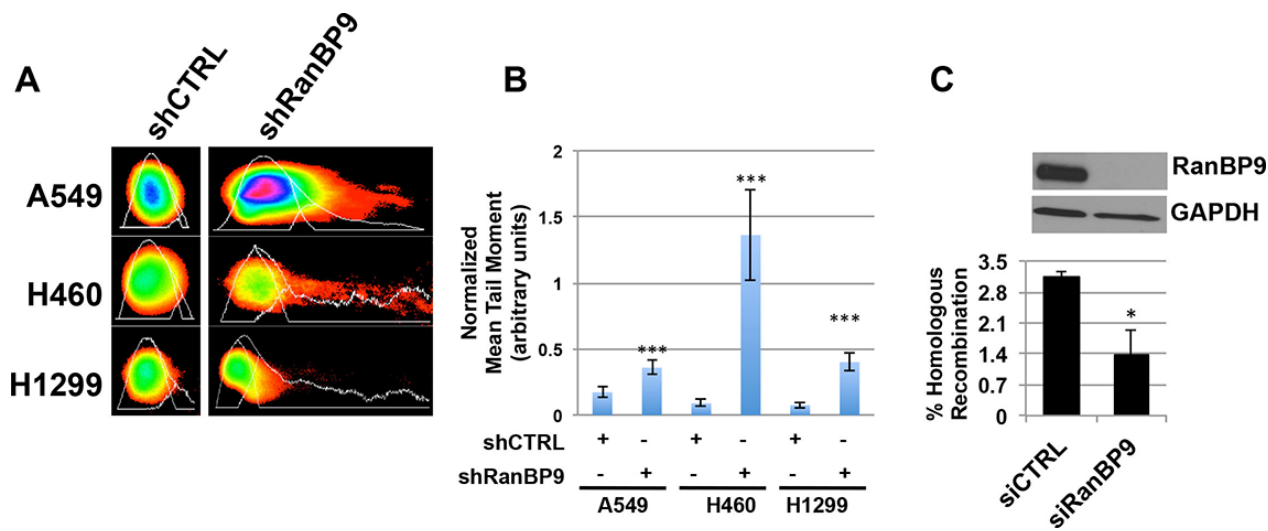 A
shCTRL
shRanBP9
A549
H460
H1299
B
Normalized
Mean Tail Moment
(arbitrary units)
2
1.5
1
0.5
0
***
***
***
shCTRL + - + - + -
shRanBP9 - + - + - +
A549 H460 H1299
C
RanBP9
GAPDH
% Homologous
Recombination
3.5
2.8
2.1
1.4
0.7
0
*
siCTRL
siRanBP9